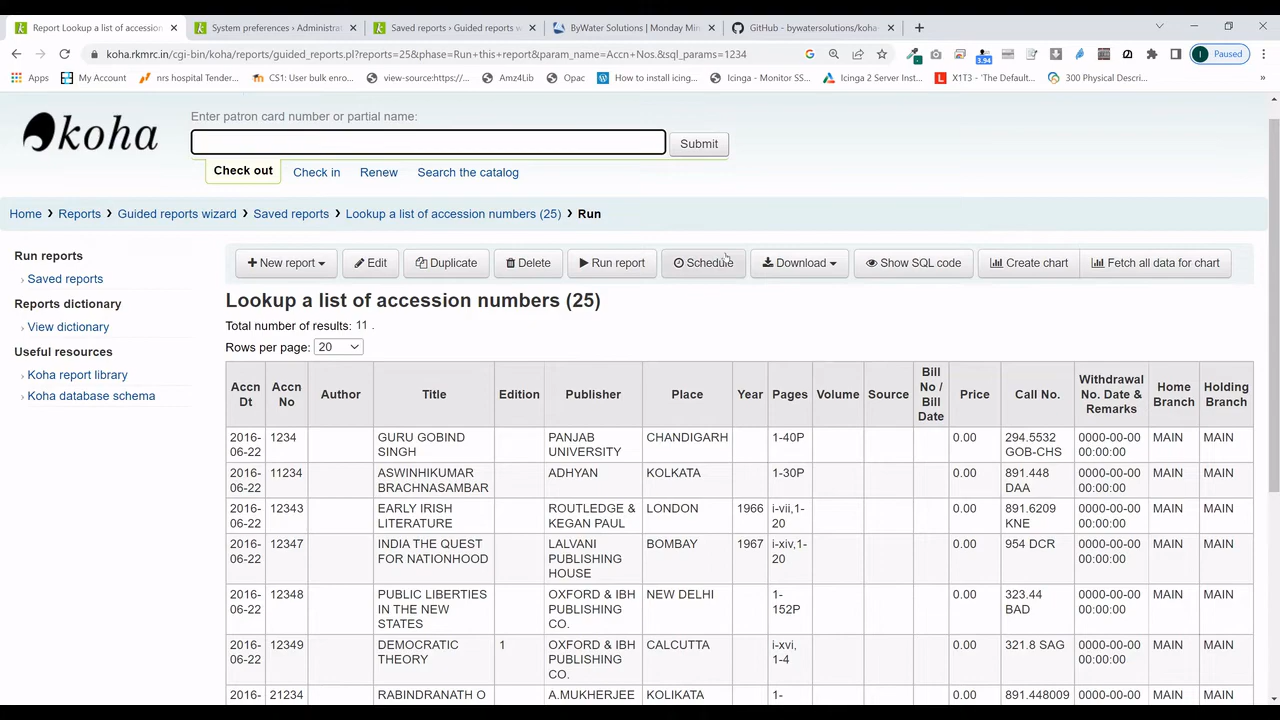 Report Lookup a list of accession
System preferences › Administra
Saved reports › Guided reports w
ByWater Solutions | Monday Min
GitHub - bywatersolutions/koha
koha.rkmrc.in/cgi-bin/koha/reports/guided_reports.pl?reports=25&phase=Run+this+report&param_name=Accn+Nos.&sql_params=1234
3.94
I Paused
Apps My Account nrs hospital Tender... CS1: User bulk enro... view-source:https:/... Amz4Lib Opac How to install icing... Icinga - Monitor SS... Icinga 2 Server Inst... X1T3 - 'The Default... 300 Physical Descri... »
Enter patron card number or partial name:
koha
Submit
Check out Check in Renew Search the catalog
Home › Reports › Guided reports wizard › Saved reports › Lookup a list of accession numbers (25) › Run
Run reports
› Saved reports
Reports dictionary
› View dictionary
Useful resources
› Koha report library
› Koha database schema
+ New report Edit Duplicate Delete Run report Schedule Download Show SQL code Create chart Fetch all data for chart
Lookup a list of accession numbers (25)
Total number of results: 11 .
Rows per page: 20
Accn Dt Accn No Author Title Edition Publisher Place Year Pages Volume Source Bill No / Bill Date Price Call No. Withdrawal No. Date & Remarks Home Branch Holding Branch
2016- 1234 GURU GOBIND PANJAB CHANDIGARH 1-40P 0.00 294.5532 0000-00-00 MAIN MAIN
06-22 SINGH UNIVERSITY GOB-CHS 00:00:00
2016- 11234 ASWINHIKUMAR ADHYAN KOLKATA 1-30P 0.00 891.448 0000-00-00 MAIN MAIN
06-22 BRACHNASAMBAR DAA 00:00:00
2016- 12343 EARLY IRISH ROUTLEDGE & LONDON 1966 i-vii,1- 0.00 891.6209 0000-00-00 MAIN MAIN
06-22 LITERATURE KEGAN PAUL 20 KNE 00:00:00
2016- 12347 INDIA THE QUEST LALVANI BOMBAY 1967 i-xiv,1- 0.00 954 DCR 0000-00-00 MAIN MAIN
06-22 FOR NATIONHOOD PUBLISHING 20 00:00:00
HOUSE
2016- 12348 PUBLIC LIBERTIES OXFORD & IBH NEW DELHI 1- 0.00 323.44 0000-00-00 MAIN MAIN
06-22 IN THE NEW PUBLISHING 152P BAD 00:00:00
STATES CO.
2016- 12349 DEMOCRATIC 1 OXFORD & IBH CALCUTTA i-xvi, 0.00 321.8 SAG 0000-00-00 MAIN MAIN
06-22 THEORY PUBLISHING 1-4 00:00:00
CO.
2016- 21234 RABINDRANATH O A.MUKHERJEE KOLIKATA 1- 0.00 891.448009 0000-00-00 MAIN MAIN